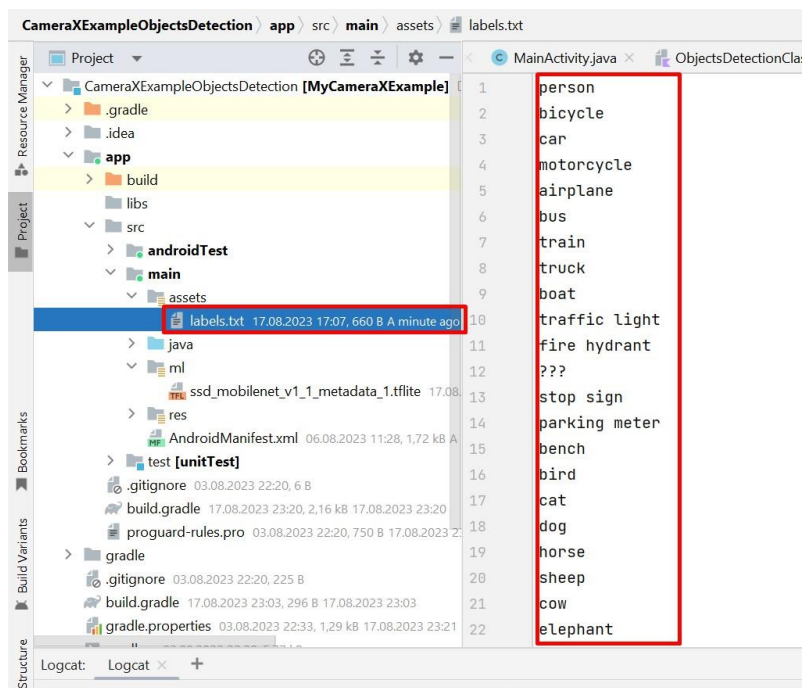 CameraXExampleObjectsDetection 〉 app 〉 src 〉 main 〉 assets 〉 labels.txt
Resource Manager
Project
Bookmarks
Build Variants
Structure
Project
CameraXExampleObjectsDetection [MyCameraXExample]
.gradle
.idea
app
build
libs
src
androidTest
main
assets
labels.txt 17.08.2023 17:07, 660 B A minute ago
java
ml
ssd_mobilenet_v1_1_metadata_1.tflite 17.08.
res
AndroidManifest.xml 06.08.2023 11:28, 1,72 kB A
test [unitTest]
.gitignore 03.08.2023 22:20, 6 B
build.gradle 17.08.2023 23:20, 2,16 kB 17.08.2023 23:20
proguard-rules.pro 03.08.2023 22:20, 750 B 17.08.2023 2
gradle
.gitignore 03.08.2023 22:20, 225 B
build.gradle 17.08.2023 23:03, 296 B 17.08.2023 23:03
gradle.properties 03.08.2023 22:33, 1,29 kB 17.08.2023 23:21
MainActivity.java ObjectsDetectionClas
1 person
2 bicycle
3 car
4 motorcycle
5 airplane
6 bus
7 train
8 truck
9 boat
10 traffic light
11 fire hydrant
12 ???
13 stop sign
14 parking meter
15 bench
16 bird
17 cat
18 dog
19 horse
20 sheep
21 cow
22 elephant
Logcat: Logcat